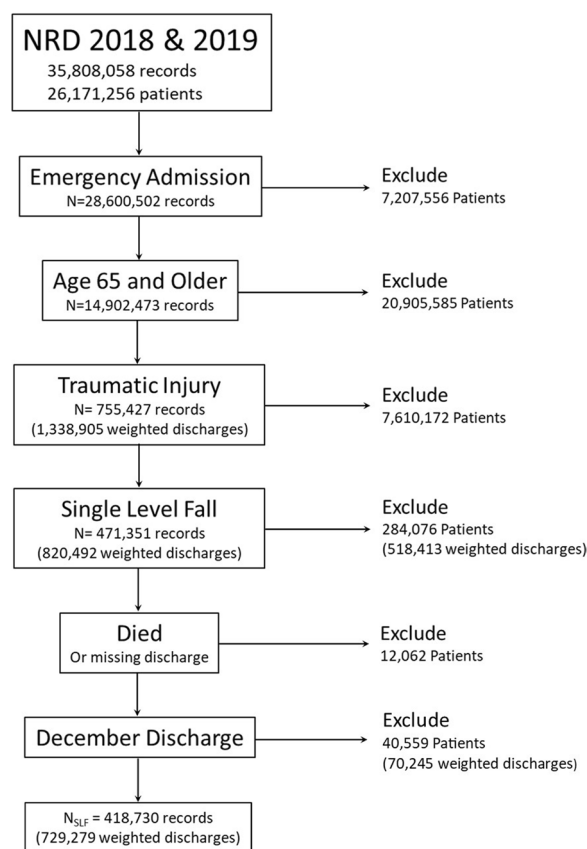 NRD 2018 & 2019
35,808,058 records
26,171,256 patients
Emergency Admission
N=28,600,502 records
Exclude
7,207,556 Patients
Age 65 and Older
N=14,902,473 records
Exclude
20,905,585 Patients
Traumatic Injury
N= 755,427 records
(1,338,905 weighted discharges)
Exclude
7,610,172 Patients
Single Level Fall
N= 471,351 records
(820,492 weighted discharges)
Exclude
284,076 Patients
(518,413 weighted discharges)
Died
Or missing discharge
Exclude
12,062 Patients
December Discharge
Exclude
40,559 Patients
(70,245 weighted discharges)
NSLF = 418,730 records
(729,279 weighted discharges)